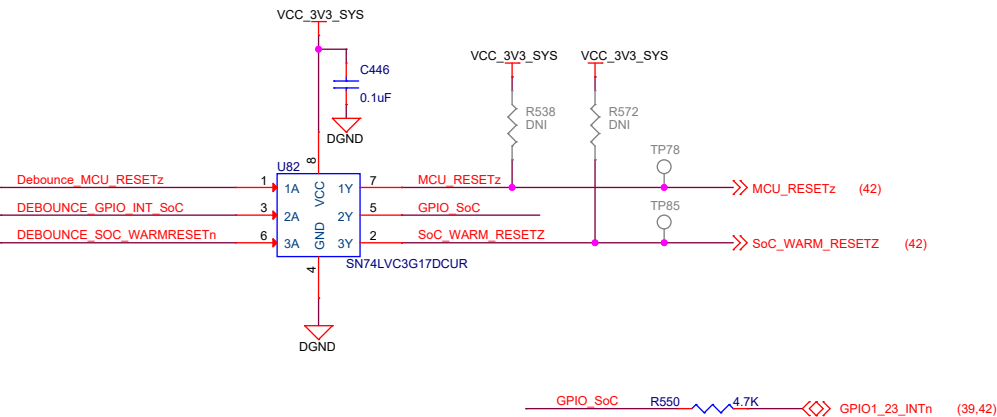 VCC_3V3_SYS
C446
0.1uF
DGND
VCC_3V3_SYS
VCC_3V3_SYS
R538
DNI
R572
DNI
TP78
U82
8
Debounce_MCU_RESETz
1
1A
VCC
1Y
7
MCU_RESETz
MCU_RESETz (42)
TP85
DEBOUNCE_GPIO_INT_SoC
3
2A
2Y
5
GPIO_SoC
DEBOUNCE_SOC_WARMRESETn
6
3A
GND
3Y
2
SoC_WARM_RESETZ
SoC_WARM_RESETZ (42)
4
SN74LVC3G17DCUR
DGND
GPIO_SoC
R550
4.7K
GPIO1_23_INTn (39,42)